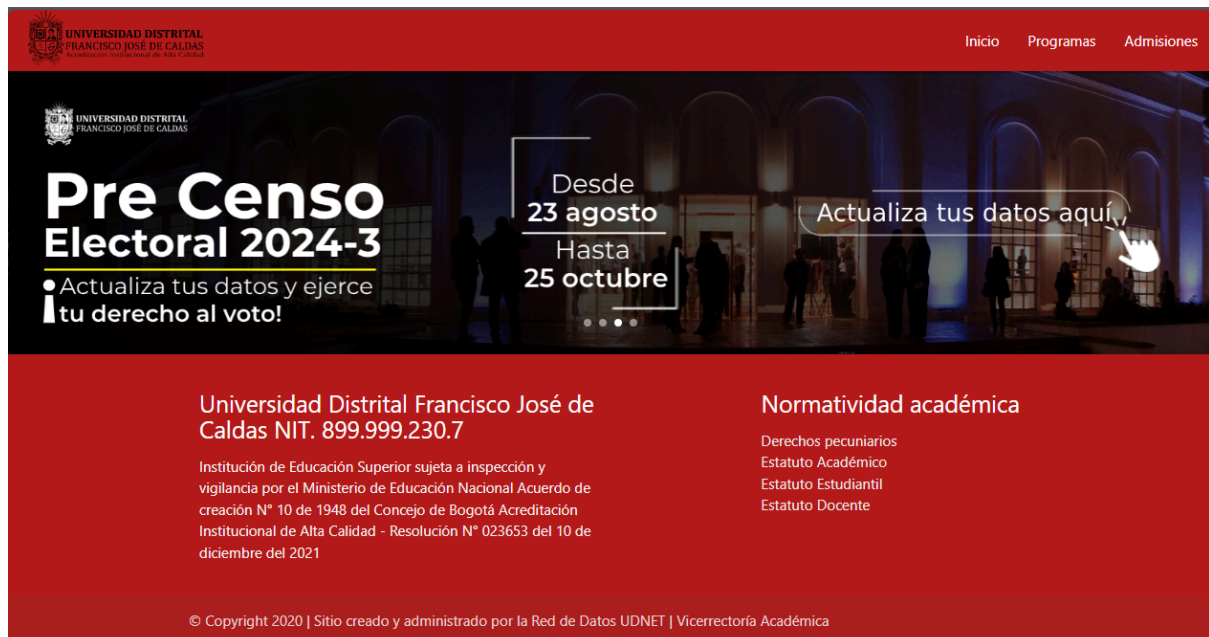 UNIVERSIDAD DISTRITAL
FRANCISCO JOSÉ DE CALDAS
Acreditación Institucional de Alta Calidad
Inicio Programas Admisiones
UNIVERSIDAD DISTRITAL
FRANCISCO JOSÉ DE CALDAS
Pre Censo
Electoral 2024-3
¡Actualiza tus datos y ejerce
tu derecho al voto!
Desde
23 agosto
Hasta
25 octubre
Actualiza tus datos aquí
Universidad Distrital Francisco José de
Caldas NIT. 899.999.230.7
Institución de Educación Superior sujeta a inspección y
vigilancia por el Ministerio de Educación Nacional Acuerdo de
creación N° 10 de 1948 del Concejo de Bogotá Acreditación
Institucional de Alta Calidad - Resolución N° 023653 del 10 de
diciembre del 2021
Normatividad académica
Derechos pecuniarios
Estatuto Académico
Estatuto Estudiantil
Estatuto Docente
© Copyright 2020 | Sitio creado y administrado por la Red de Datos UDNET | Vicerrectoría Académica